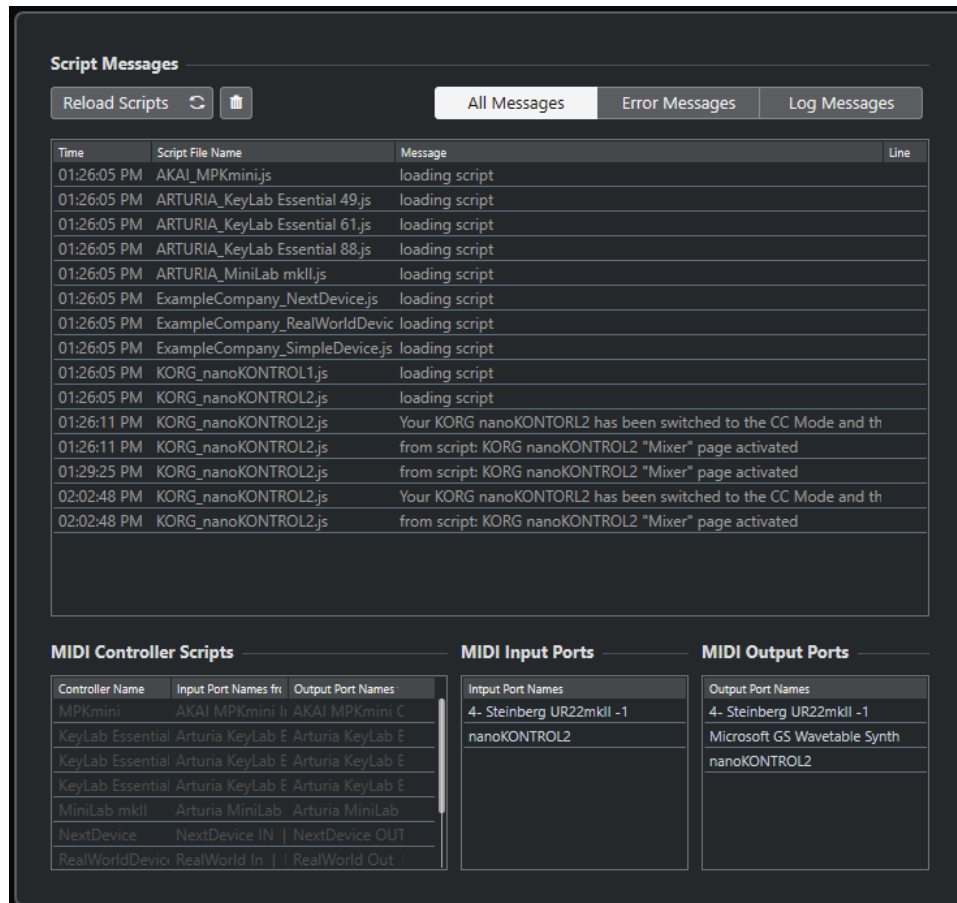 Script Messages
Reload Scripts
All Messages Error Messages Log Messages
Time Script File Name Message Line
01:26:05 PM AKAI_MPKmini.js loading script
01:26:05 PM ARTURIA_KeyLab Essential 49.js loading script
01:26:05 PM ARTURIA_KeyLab Essential 61.js loading script
01:26:05 PM ARTURIA_KeyLab Essential 88.js loading script
01:26:05 PM ARTURIA_MiniLab mkII.js loading script
01:26:05 PM ExampleCompany_NextDevice.js loading script
01:26:05 PM ExampleCompany_RealWorldDevic loading script
01:26:05 PM ExampleCompany_SimpleDevice.js loading script
01:26:05 PM KORG_nanoKONTROL1.js loading script
01:26:05 PM KORG_nanoKONTROL2.js loading script
01:26:11 PM KORG_nanoKONTROL2.js Your KORG nanoKONTORL2 has been switched to the CC Mode and th
01:26:11 PM KORG_nanoKONTROL2.js from script: KORG nanoKONTROL2 "Mixer" page activated
01:29:25 PM KORG_nanoKONTROL2.js from script: KORG nanoKONTROL2 "Mixer" page activated
02:02:48 PM KORG_nanoKONTROL2.js Your KORG nanoKONTORL2 has been switched to the CC Mode and th
02:02:48 PM KORG_nanoKONTROL2.js from script: KORG nanoKONTROL2 "Mixer" page activated
MIDI Controller Scripts
Controller Name Input Port Names fr Output Port Names
MPKmini AKAI MPKmini I AKAI MPKmini C
KeyLab Essential Arturia KeyLab E Arturia KeyLab E
KeyLab Essential Arturia KeyLab E Arturia KeyLab E
KeyLab Essential Arturia KeyLab E Arturia KeyLab E
MiniLab mkII Arturia MiniLab Arturia MiniLab
NextDevice NextDevice IN | NextDevice OUT
RealWorldDevic RealWorld In | RealWorld Out
MIDI Input Ports
Intput Port Names
4- Steinberg UR22mkII -1
nanoKONTROL2
MIDI Output Ports
Output Port Names
4- Steinberg UR22mkII -1
Microsoft GS Wavetable Synth
nanoKONTROL2